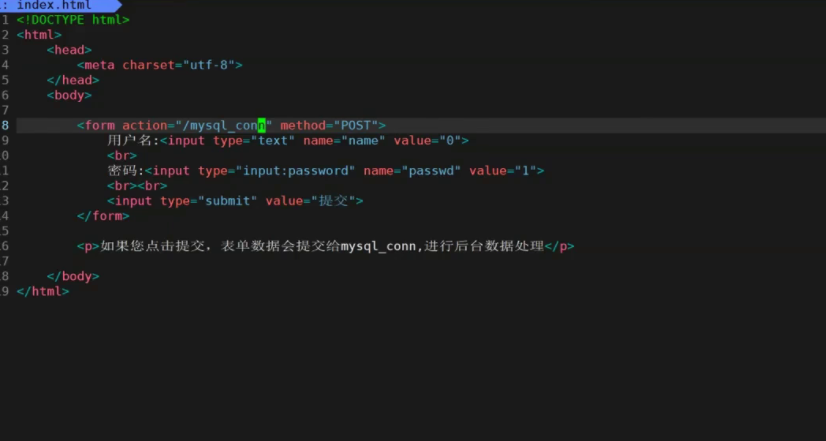 : index.html
1 <!DOCTYPE html>
2 <html>
3 <head>
4 <meta charset="utf-8">
5 </head>
6 <body>
7
8 <form action="/mysql_conn" method="POST">
9 用户名:<input type="text" name="name" value="0">
0 <br>
1 密码:<input type="input:password" name="passwd" value="1">
2 <br><br>
3 <input type="submit" value="提交">
4 </form>
5
6 <p>如果您点击提交，表单数据会提交给mysql_conn,进行后台数据处理</p>
7
8 </body>
9 </html>